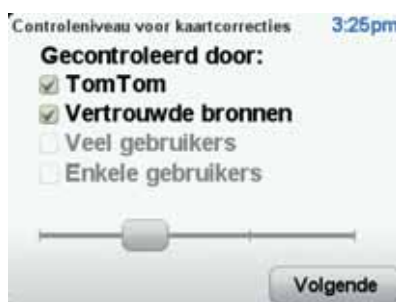 Controleniveau voor kaartcorrecties 3:25pm
Gecontroleerd door:
TomTom
Vertrouwde bronnen
Veel gebruikers
Enkele gebruikers
Volgende